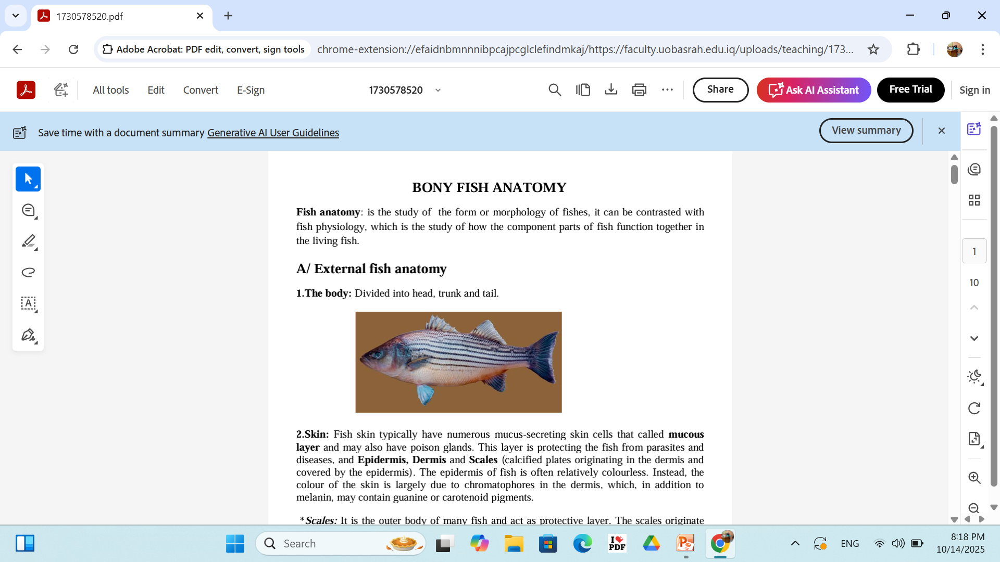 1730578520.pdf
Adobe Acrobat: PDF edit, convert, sign tools
chrome-extension://efaidnbmnnnibpcajpcglclefindmkaj/https://faculty.uobasrah.edu.iq/uploads/teaching/173...
All tools
Edit
Convert
E-Sign
1730578520
Share
Ask AI Assistant
Free Trial
Sign in
Save time with a document summary Generative AI User Guidelines
View summary
BONY FISH ANATOMY
Fish anatomy: is the study of the form or morphology of fishes, it can be contrasted with
fish physiology, which is the study of how the component parts of fish function together in
the living fish.
A/ External fish anatomy
1.The body: Divided into head, trunk and tail.
2.Skin: Fish skin typically have numerous mucus-secreting skin cells that called mucous
layer and may also have poison glands. This layer is protecting the fish from parasites and
diseases, and Epidermis, Dermis and Scales (calcified plates originating in the dermis and
covered by the epidermis). The epidermis of fish is often relatively colourless. Instead, the
colour of the skin is largely due to chromatophores in the dermis, which, in addition to
melanin, may contain guanine or carotenoid pigments.
*Scales: It is the outer body of many fish and act as protective layer. The scales originate
A
1
10
Search
I PDF
P
ENG
8:18 PM
10/14/2025